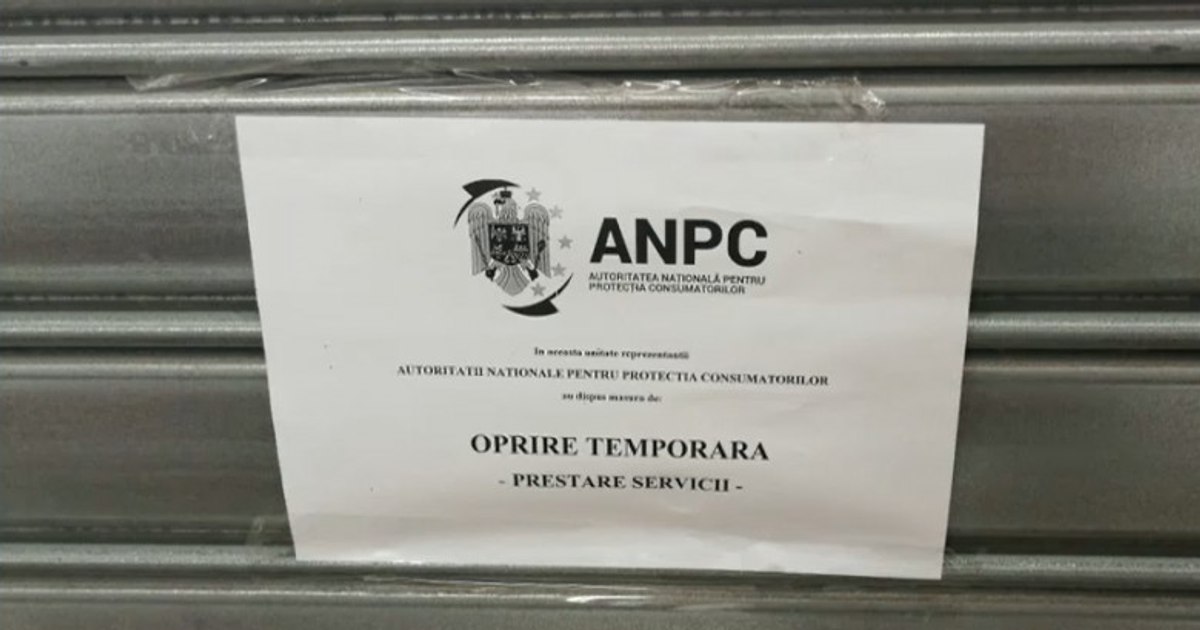 ANPC
AUTORITATEA NAȚIONALĂ PENTRU
PROTECȚIA CONSUMATORILOR
In aceasta unitate reprezentantii
AUTORITATII NATIONALE PENTRU PROTECTIA CONSUMATORILOR
au dispus masura de:
OPRIRE TEMPORARA
- PRESTARE SERVICII -